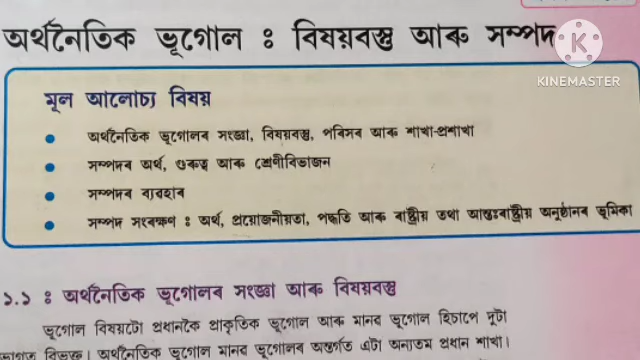 অৰ্থনৈতিক ভূগোল : বিষয়বস্তু আৰু সম্পদ
KINEMASTER
মূল আলোচ্য বিষয়
• অৰ্থনৈতিক ভূগোলৰ সংজ্ঞা, বিষয়বস্তু, পৰিসৰ আৰু শাখা-প্ৰশাখা
• সম্পদৰ অৰ্থ, গুৰুত্ব আৰু শ্ৰেণীবিভাজন
• সম্পদৰ ব্যৱহাৰ
• সম্পদ সংৰক্ষণ : অৰ্থ, প্ৰয়োজনীয়তা, পদ্ধতি আৰু ৰাষ্ট্ৰীয় তথা আন্তঃৰাষ্ট্ৰীয় অনুষ্ঠানৰ ভূমিকা
১.১ : অৰ্থনৈতিক ভূগোলৰ সংজ্ঞা আৰু বিষয়বস্তু
ভূগোল বিষয়টো প্ৰধানকৈ প্ৰাকৃতিক ভূগোল আৰু মানৱ ভূগোল হিচাপে দুটা
ভাগত বিভক্ত। অৰ্থনৈতিক ভূগোল মানৱ ভূগোলৰ অন্তৰ্গত এটা অন্যতম প্ৰধান শাখা।